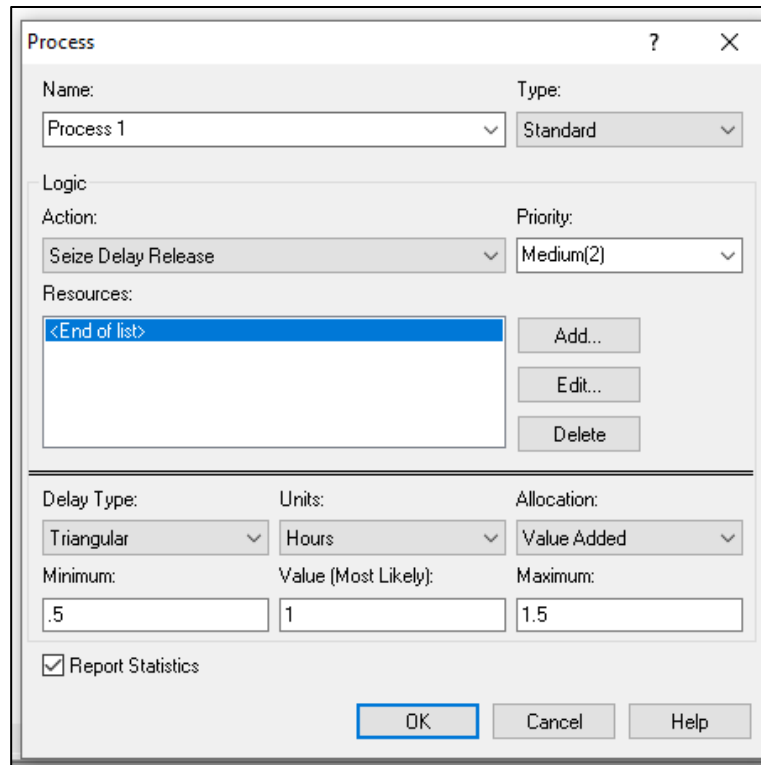 Process ?
Name: Type:
Process 1 Standard
Logic
Action: Priority:
Seize Delay Release Medium(2)
Resources:
<End of list>
Add...
Edit...
Delete
Delay Type: Units: Allocation:
Triangular Hours Value Added
Minimum: Value (Most Likely): Maximum:
.5 1 1.5
Report Statistics
OK Cancel Help